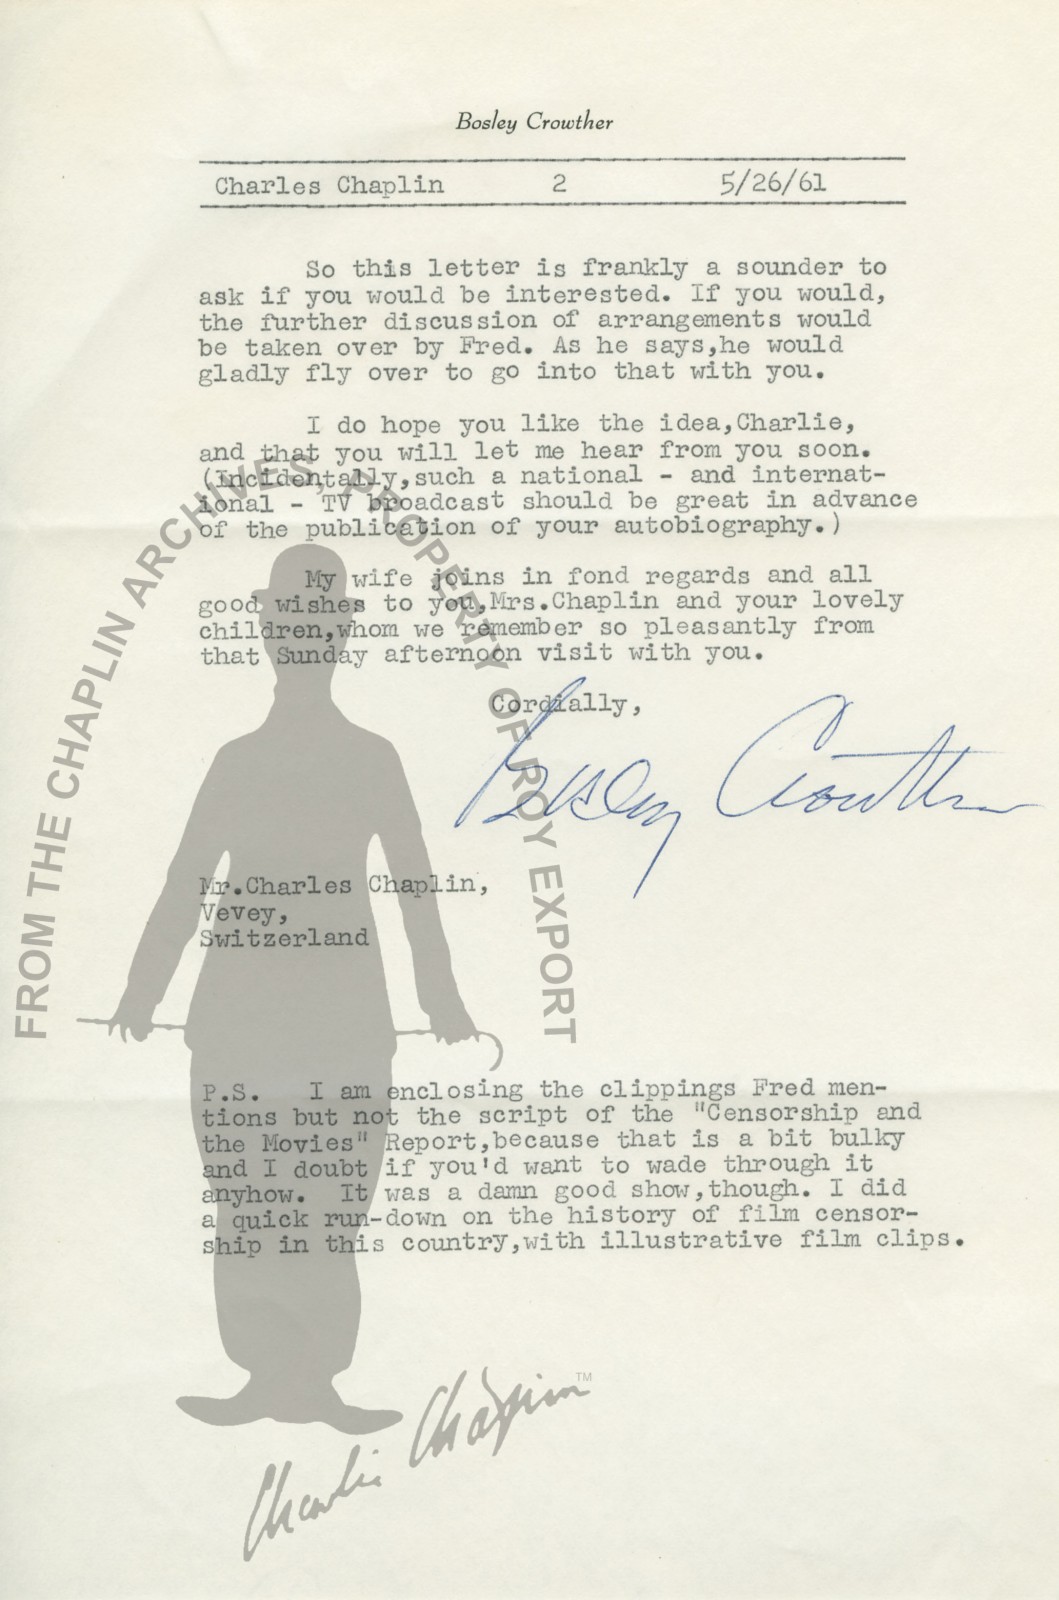 Bosley Crowther
Charles Chaplin 2 5/26/61
So this letter is frankly a sounder to
ask if you would be interested. If you would,
the further discussion of arrangements would
be taken over by Fred. As he says,he would
gladly fly over to go into that with you.
I do hope you like the idea,Charlie,
and that you will let me hear from you soon.
(Incidentally,such a national - and internat-
ional - TV broadcast should be great in advance
of the publication of your autobiography.)
My wife joins in fond regards and all
good wishes to you,Mrs.Chaplin and your lovely
children,whom we remember so pleasantly from
that Sunday afternoon visit with you.
Cordially,
Bosley Crowther
Mr.Charles Chaplin,
Vevey,
Switzerland
P.S. I am enclosing the clippings Fred men-
tions but not the script of the "Censorship and
the Movies" Report,because that is a bit bulky
and I doubt if you'd want to wade through it
anyhow. It was a damn good show,though. I did
a quick run-down on the history of film censor-
ship in this country,with illustrative film clips.
FROM THE CHAPLIN ARCHIVES, PROPERTY OF ROY EXPORT
Charlie Chaplin TM